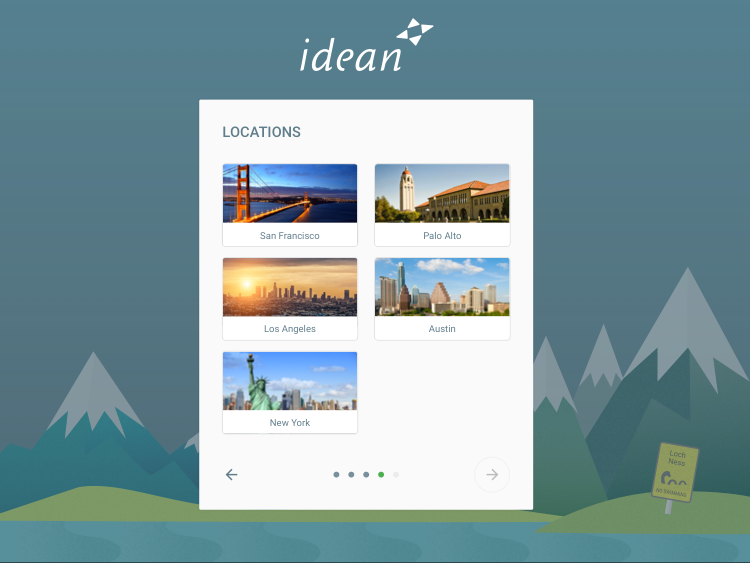 idean
LOCATIONS
San Francisco
Palo Alto
Los Angeles
Austin
New York
Loch
Ness
NO SWIMMING